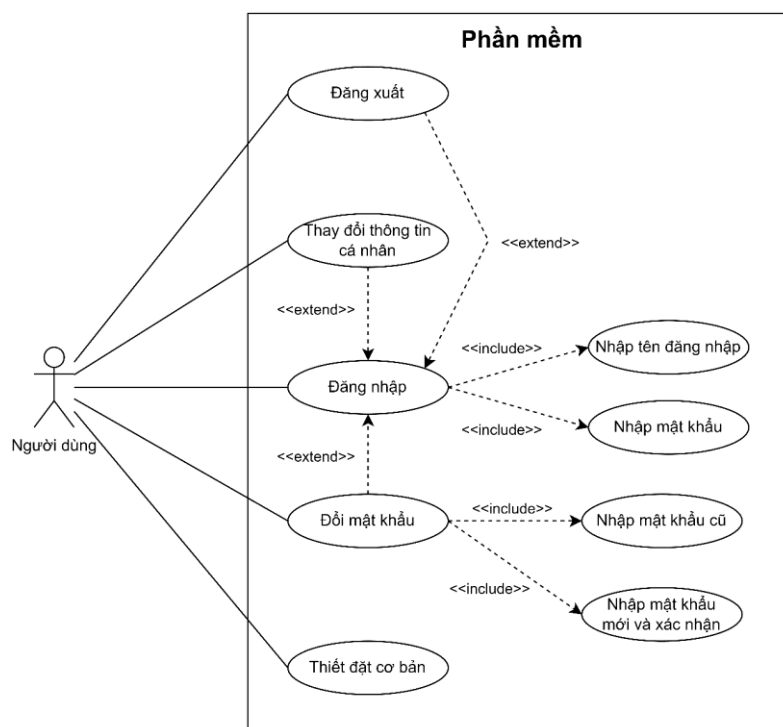 Phần mềm
Đăng xuất
Thay đổi thông tin
cá nhân
<<extend>>
<<extend>>
<<include>>
Nhập tên đăng nhập
Đăng nhập
<<include>>
Nhập mật khẩu
Người dùng
<<extend>>
Đổi mật khẩu
<<include>>
Nhập mật khẩu cũ
<<include>>
Nhập mật khẩu
mới và xác nhận
Thiết đặt cơ bản